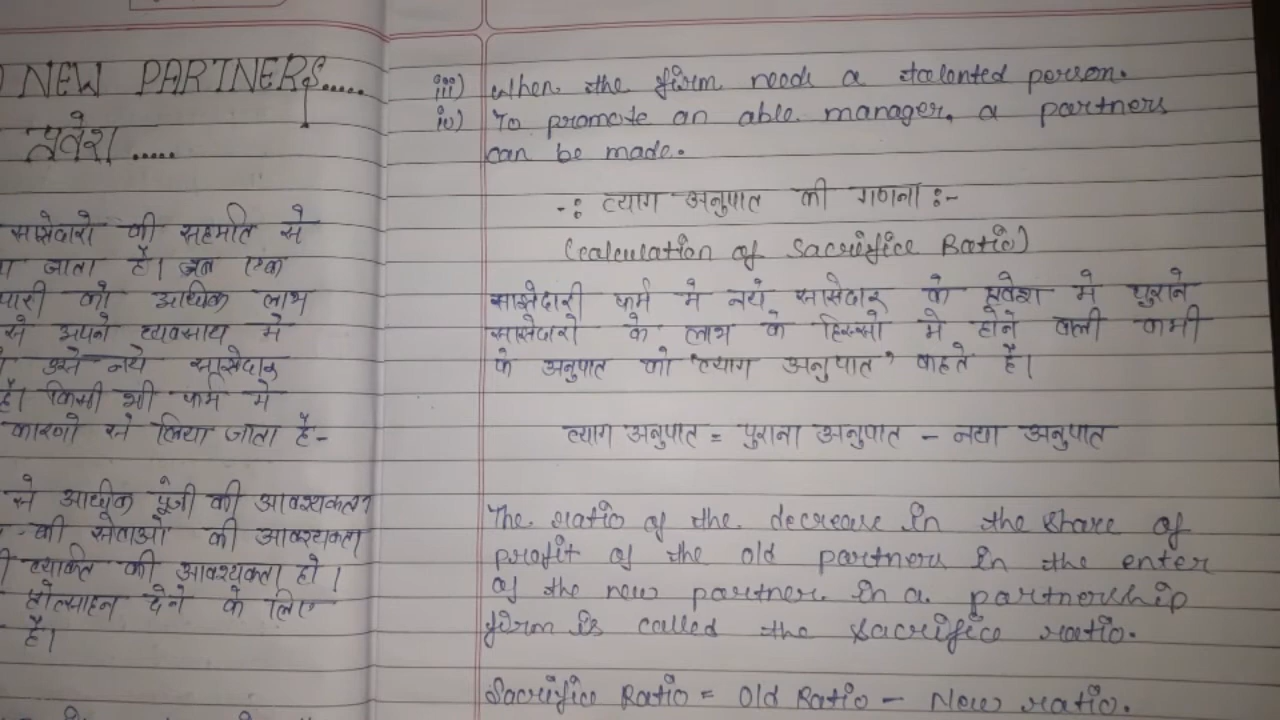 NEW PARTNERS.....
प्रवेश.....
साझेदारो की सहमति से
जाता है। जब एक
पारी को अधिक लाभ
से अपने व्यवसाय मे
उसे नये साझेदार
है। किसी भी फर्म मे
कारणो से लिया जाता है-
से अधिक पूंजी की आवश्यकता
की सेवाओ की आवश्यकता
व्यक्ति की आवश्यकता हो।
प्रोत्साहन देने के लिए
है।
iii) When the firm needs a talented person.
iv) To promote an able manager, a partners
can be made.
-: त्याग अनुपात की गणना :-
(Calculation of Sacrifice Ratio)
साझेदारी फर्म मे नये साझेदार के प्रवेश मे पुराने
साझेदारो के लाभ के हिस्सो मे होने वाली कमी
के अनुपात को 'त्याग अनुपात' कहते है।
त्याग अनुपात = पुराना अनुपात - नया अनुपात
The ratio of the decrease in the share of
profit of the old partners in the enter
of the new partner in a partnership
firm is called the sacrifice ratio.
Sacrifice Ratio = Old Ratio - New ratio.